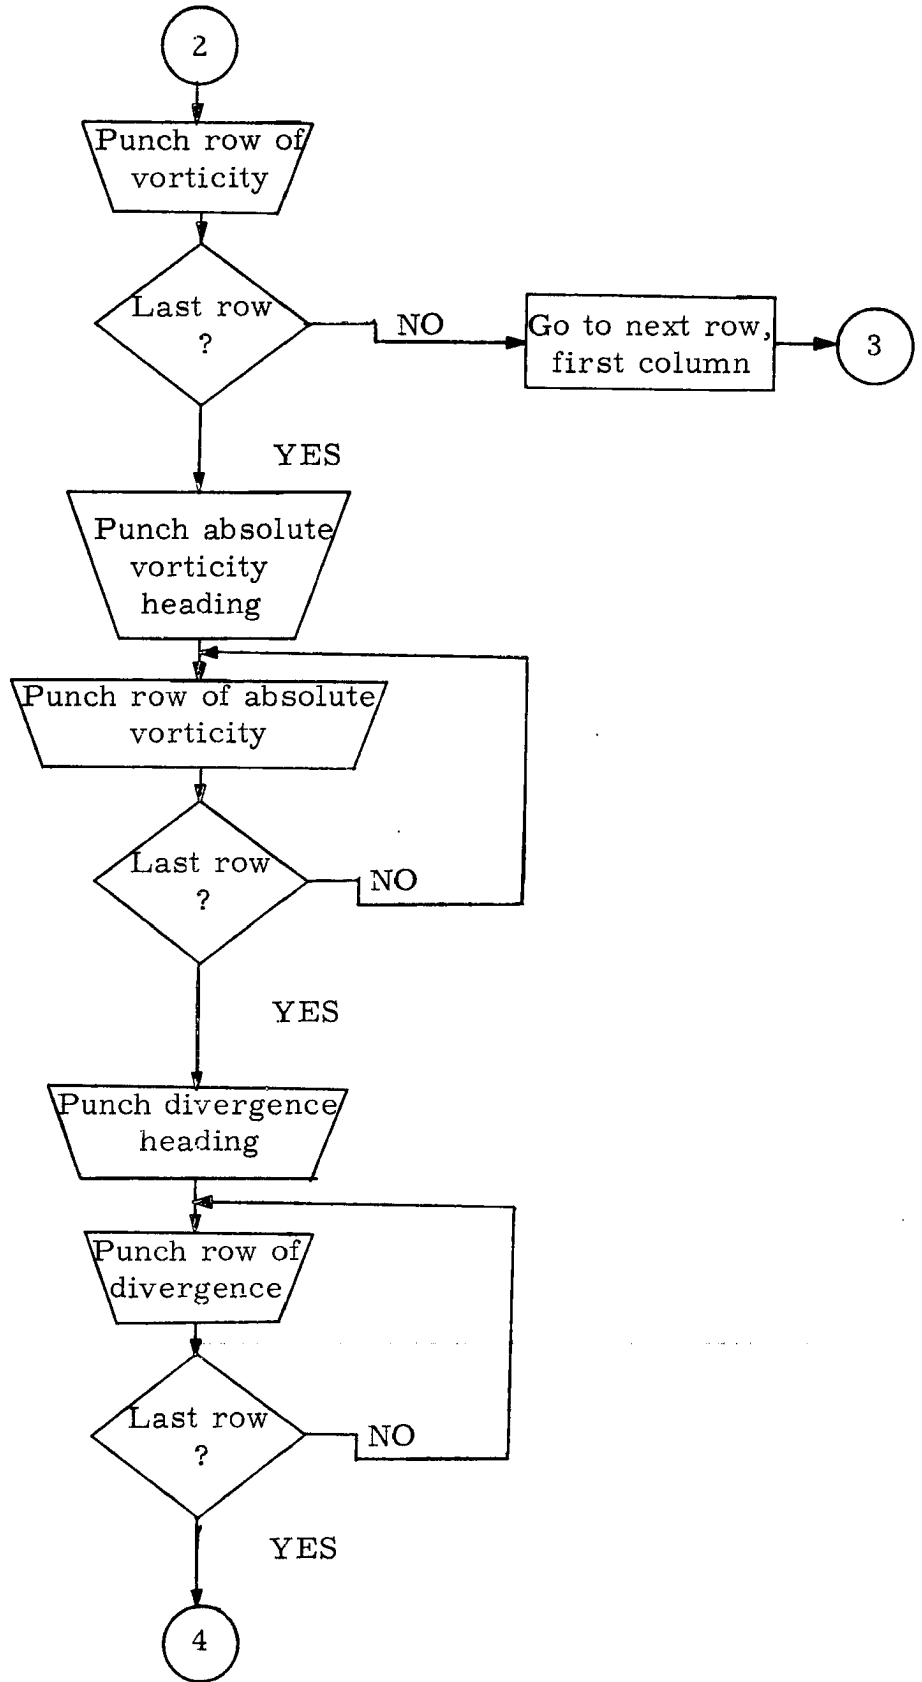 2
Punch row of
vorticity
Last row
?
NO
Go to next row,
first column
3
YES
Punch absolute
vorticity
heading
Punch row of absolute
vorticity
Last row
?
NO
YES
Punch divergence
heading
Punch row of
divergence
Last row
?
NO
YES
4